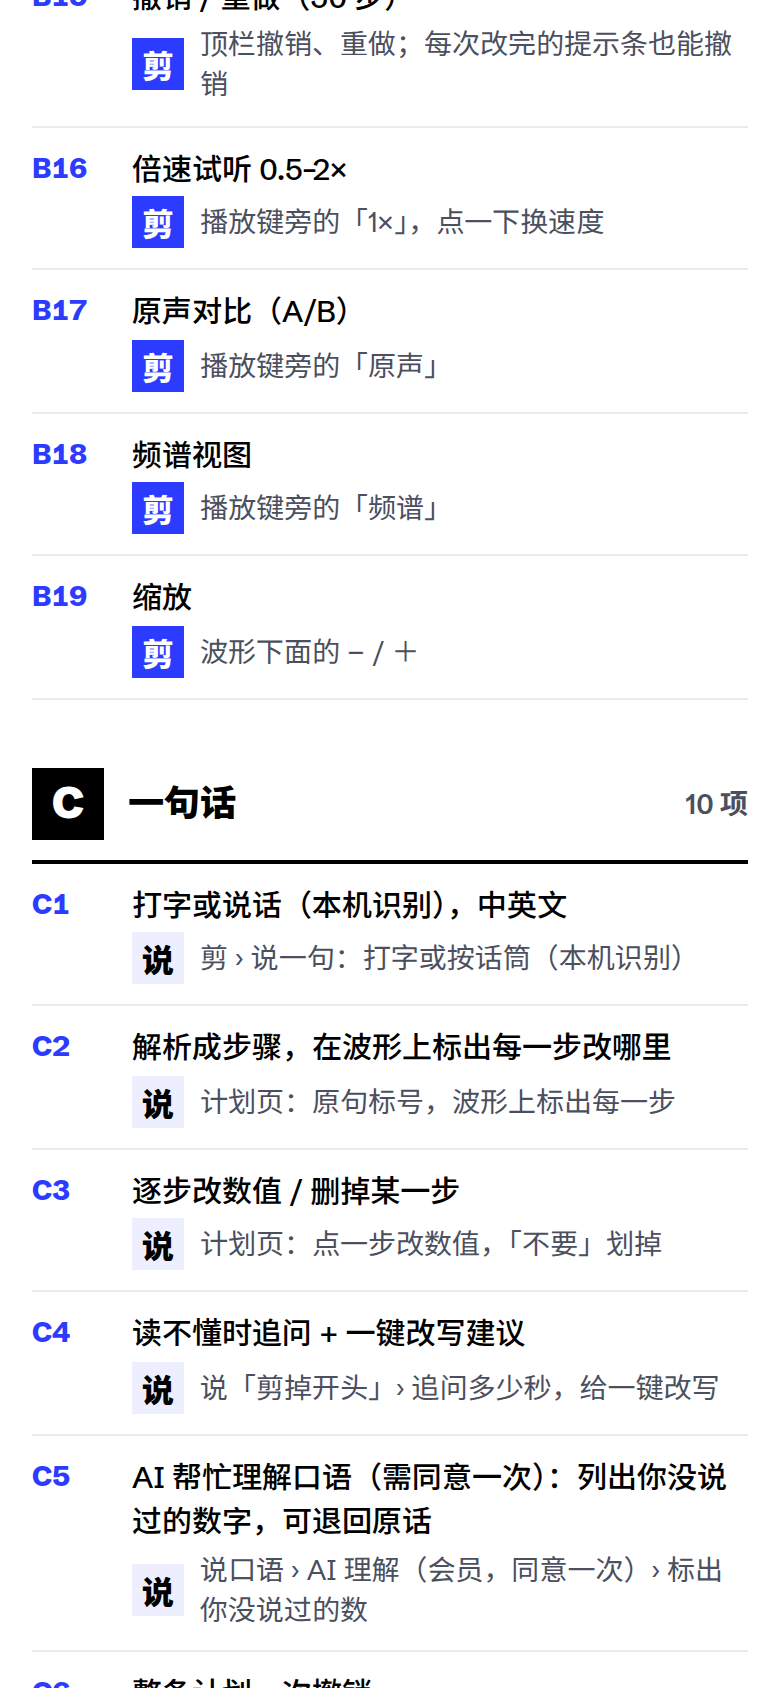 B15 撤销 / 重做（50 步）
剪 顶栏撤销、重做；每次改完的提示条也能撤
销
B16 倍速试听 0.5–2×
剪 播放键旁的「1×」，点一下换速度
B17 原声对比（A/B）
剪 播放键旁的「原声」
B18 频谱视图
剪 播放键旁的「频谱」
B19 缩放
剪 波形下面的 − / ＋
C 一句话 10 项
C1 打字或说话（本机识别），中英文
说 剪 › 说一句：打字或按话筒（本机识别）
C2 解析成步骤，在波形上标出每一步改哪里
说 计划页：原句标号，波形上标出每一步
C3 逐步改数值 / 删掉某一步
说 计划页：点一步改数值，「不要」划掉
C4 读不懂时追问 + 一键改写建议
说 说「剪掉开头」› 追问多少秒，给一键改写
C5 AI 帮忙理解口语（需同意一次）：列出你没说
过的数字，可退回原话
说 说口语 › AI 理解（会员，同意一次）› 标出
你没说过的数